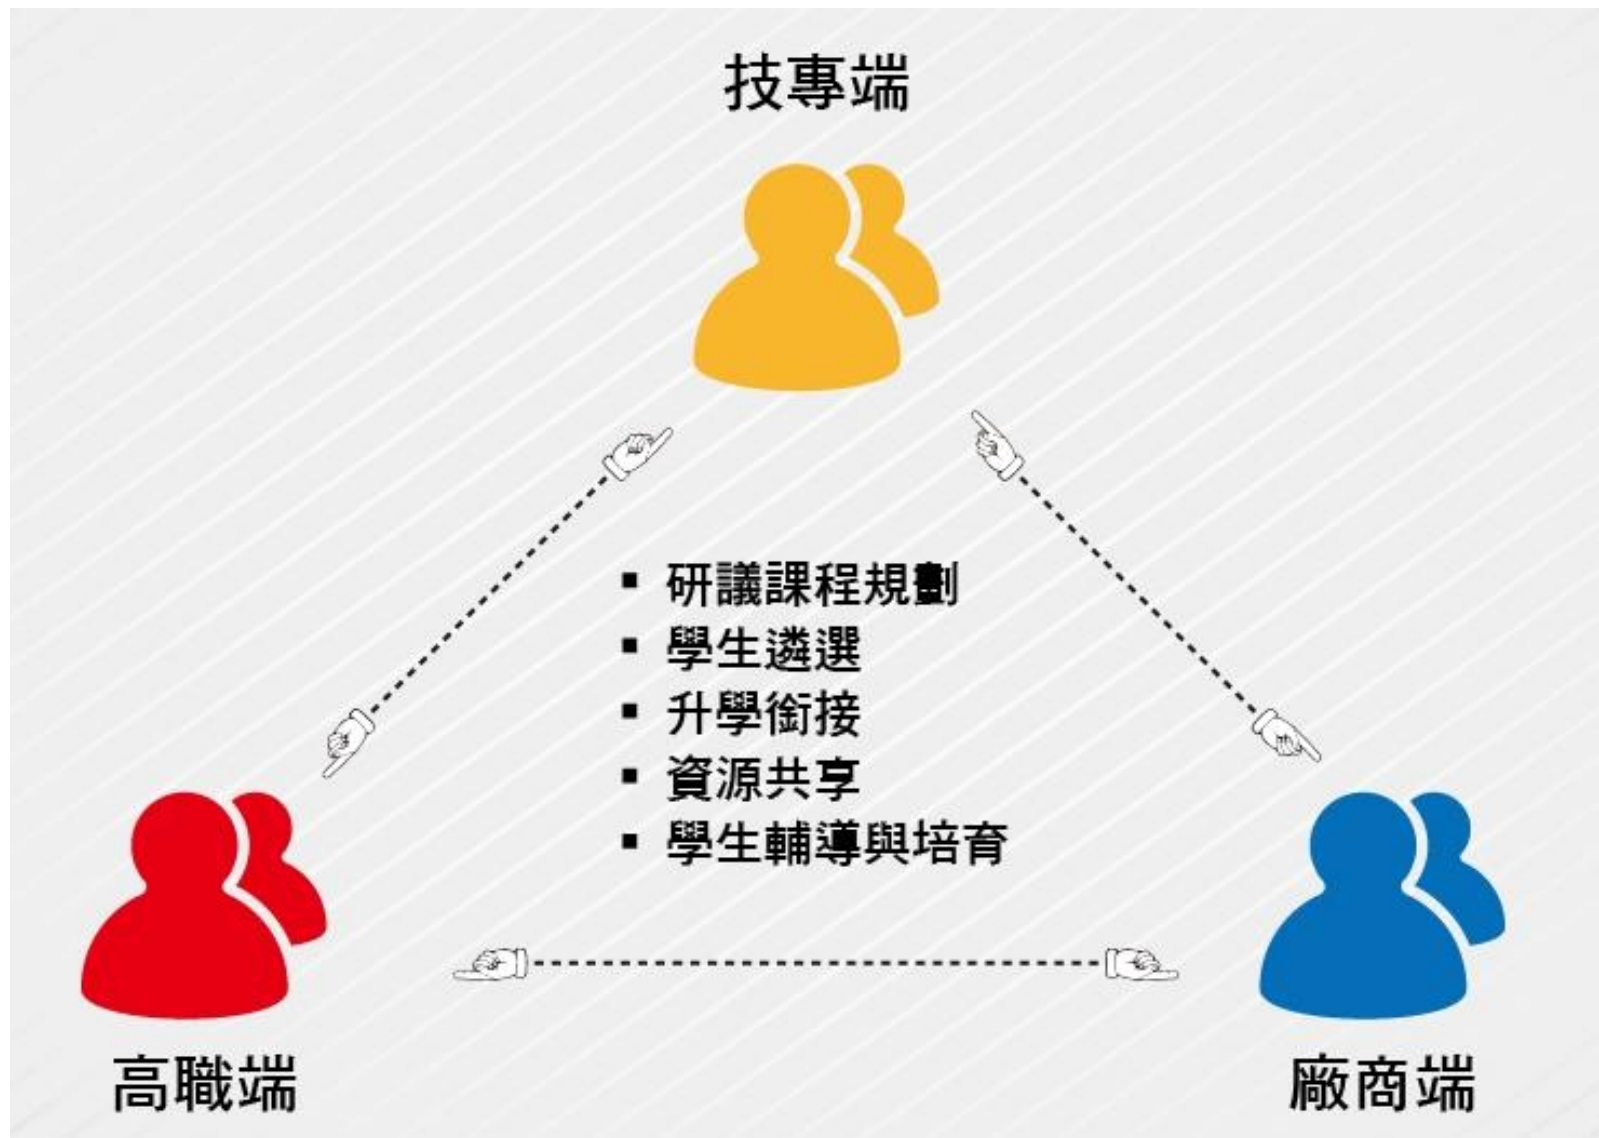 技專端
▪ 研議課程規劃
▪ 學生遴選
▪ 升學銜接
▪ 資源共享
▪ 學生輔導與培育
高職端
廠商端